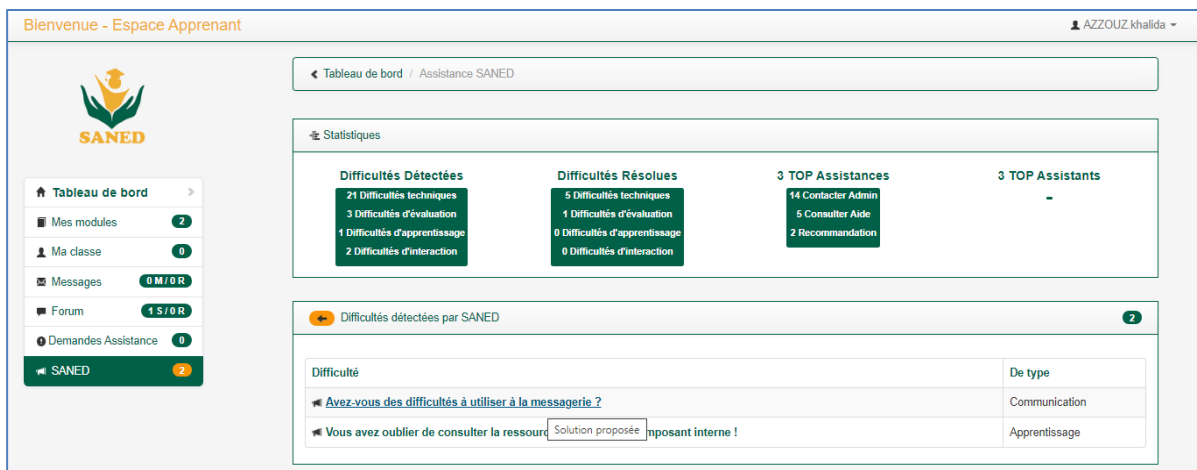 Bienvenue - Espace Apprenant
AZZOUZ.khalida
SANED
Tableau de bord
Mes modules 2
Ma classe 0
Messages 0 M / 0 R
Forum 1 S / 0 R
Demandes Assistance 0
SANED 2
Tableau de bord / Assistance SANED
Statistiques
Difficultés Détectées
21 Difficultés techniques
3 Difficultés d'évaluation
1 Difficultés d'apprentissage
2 Difficultés d'interaction
Difficultés Résolues
5 Difficultés techniques
1 Difficultés d'évaluation
0 Difficultés d'apprentissage
0 Difficultés d'interaction
3 TOP Assistances
14 Contacter Admin
5 Consulter Aide
2 Recommandation
3 TOP Assistants
-
Difficultés détectées par SANED 2
Difficulté De type
Avez-vous des difficultés à utiliser à la messagerie ? Communication
Vous avez oublier de consulter la interne ! Apprentissage
Solution proposée